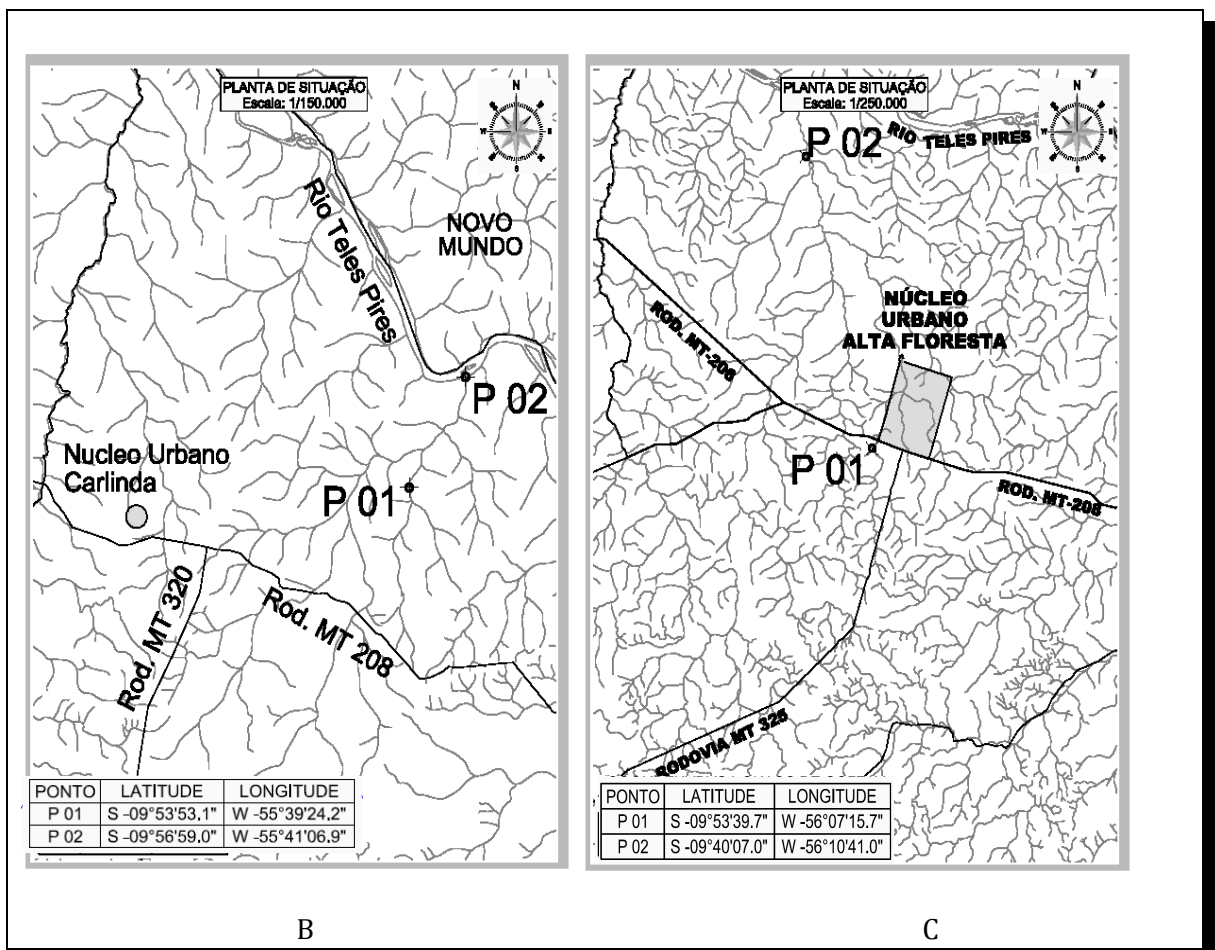 PLANTA DE SITUAÇÃO
Escala: 1/150.000
N
Rio Teles Pires
NOVO
MUNDO
P 02
Nucleo Urbano
Carlinda
P 01
Rod. MT 320
Rod. MT 208
PONTO LATITUDE LONGITUDE
P 01 S -09°53'53,1" W -55°39'24,2"
P 02 S -09°56'59.0" W -55°41'06.9"
B
PLANTA DE SITUAÇÃO
Escala: 1/250.000
N
P 02
RIO TELES PIRES
ROD. MT-206
NÚCLEO
URBANO
ALTA FLORESTA
P 01
ROD. MT-208
RODOVIA MT 325
PONTO LATITUDE LONGITUDE
P 01 S -09°53'39.7" W -56°07'15.7"
P 02 S -09°40'07.0" W -56°10'41.0"
C